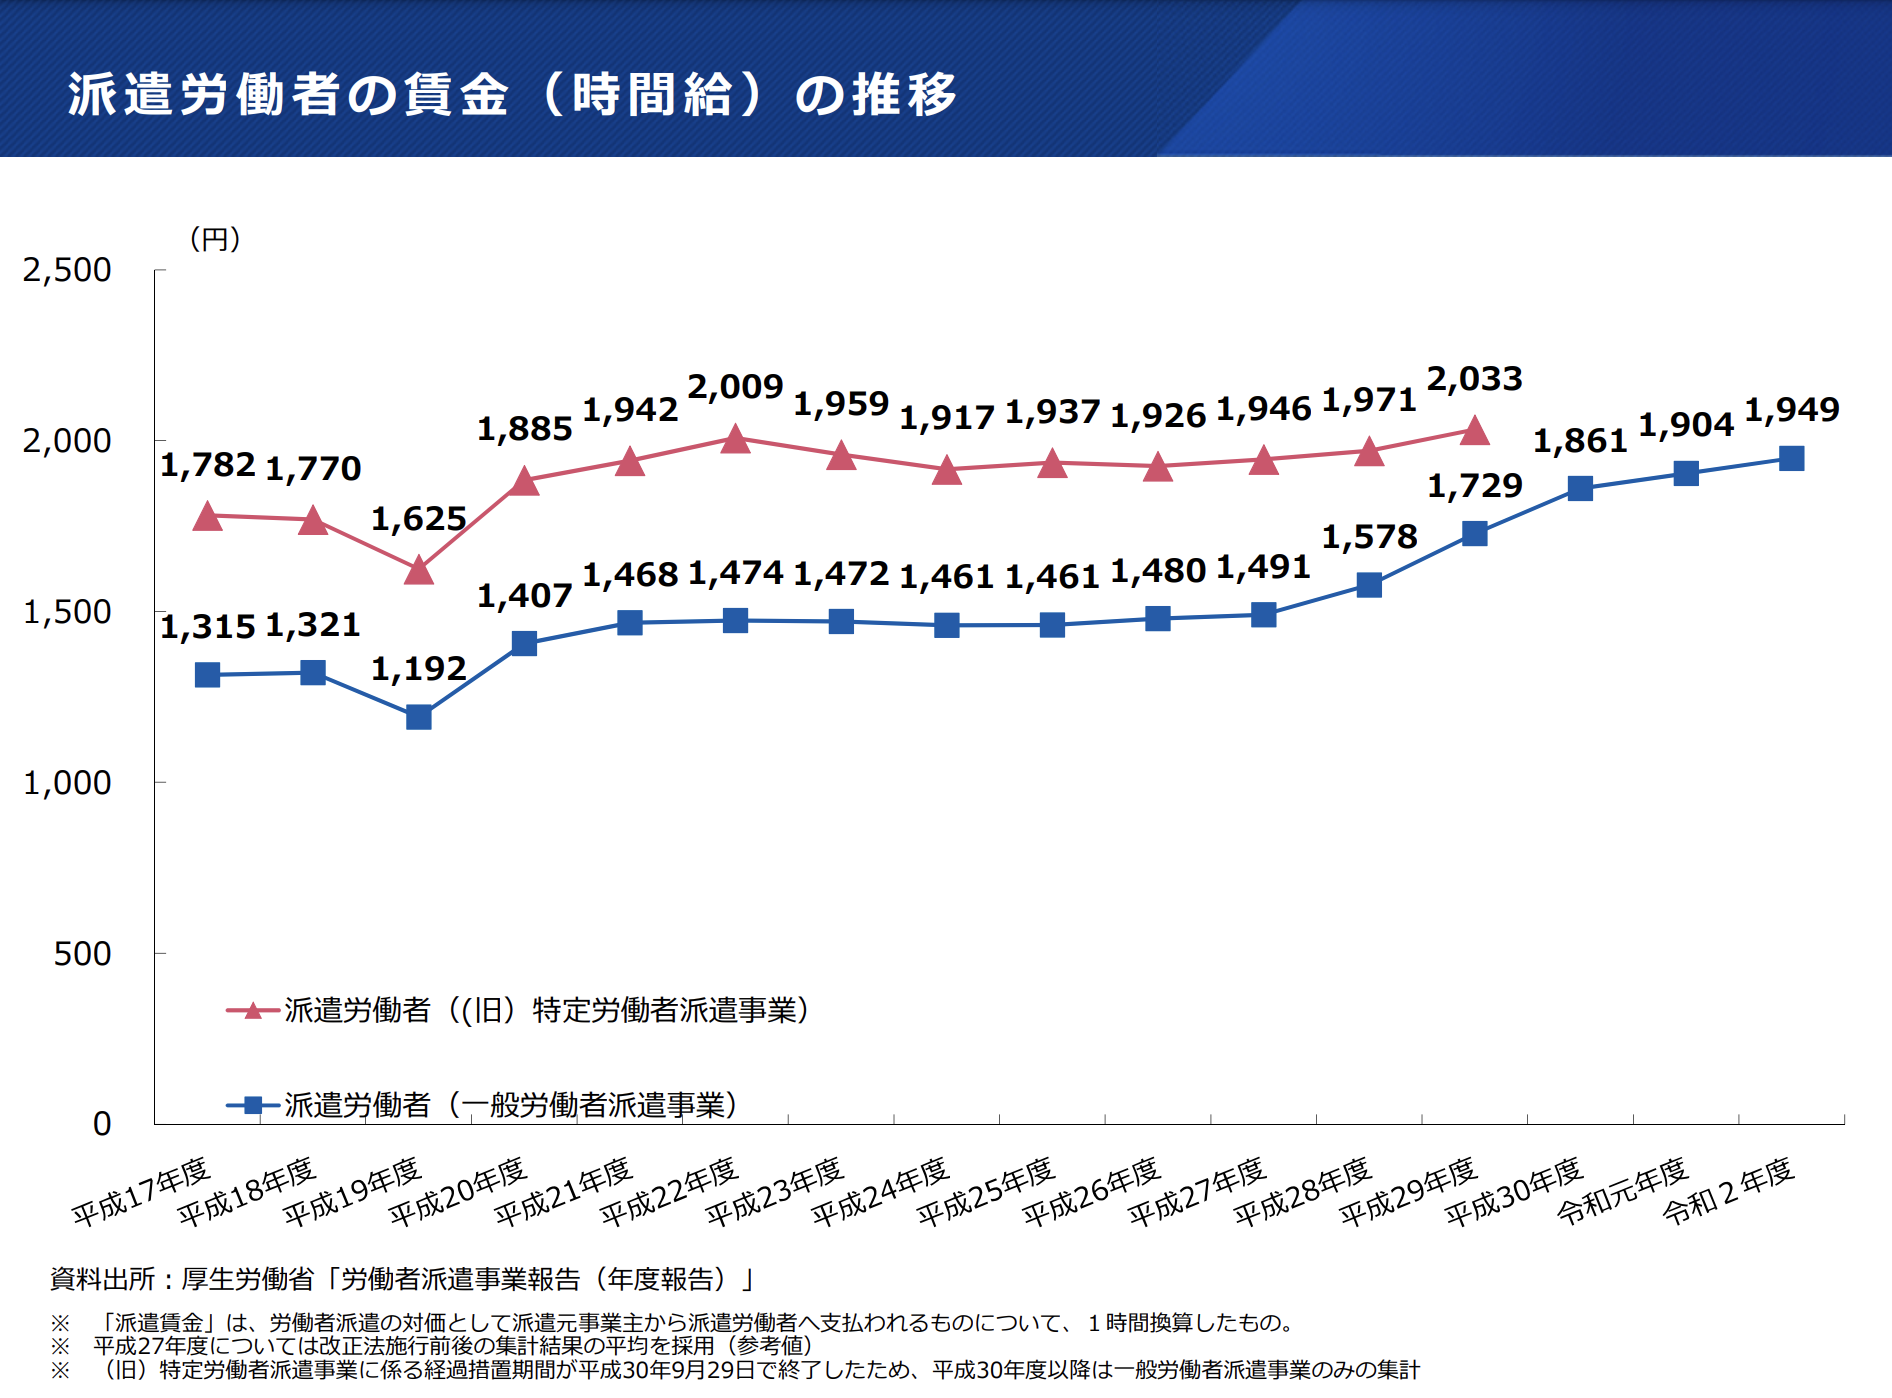 派遣労働者の賃金（時間給）の推移
（円）
2,500
2,000
1,500
1,000
500
0
1,782 1,770 1,625 1,885 1,942 2,009 1,959 1,917 1,937 1,926 1,946 1,971 2,033
1,315 1,321 1,192 1,407 1,468 1,474 1,472 1,461 1,461 1,480 1,491 1,578 1,729 1,861 1,904 1,949
派遣労働者（(旧）特定労働者派遣事業）
派遣労働者（一般労働者派遣事業）
平成17年度 平成18年度 平成19年度 平成20年度 平成21年度 平成22年度 平成23年度 平成24年度 平成25年度 平成26年度 平成27年度 平成28年度 平成29年度 平成30年度 令和元年度 令和２年度
資料出所：厚生労働省「労働者派遣事業報告（年度報告）」
※　「派遣賃金」は、労働者派遣の対価として派遣元事業主から派遣労働者へ支払われるものについて、１時間換算したもの。
※　平成27年度については改正法施行前後の集計結果の平均を採用（参考値）
※　（旧）特定労働者派遣事業に係る経過措置期間が平成30年9月29日で終了したため、平成30年度以降は一般労働者派遣事業のみの集計